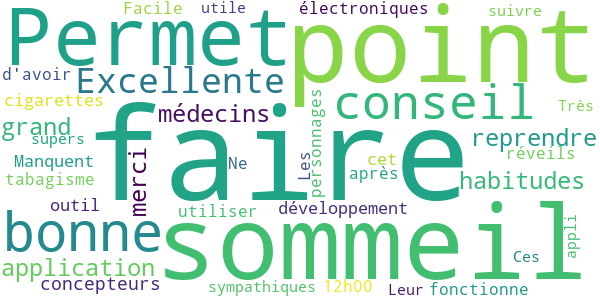 Facile utile électroniques suivre
Permet point
d'avoir Excellente
cigarettes médecins conseil Très
grand faire personnages reprendre
supers
Manquent merci Ne Les cet réveils
tabagisme après habitudes
outil utiliser développement
bonne sommeil appli
application Ces
concepteurs sympathiques 12h00 Leur fonctionne